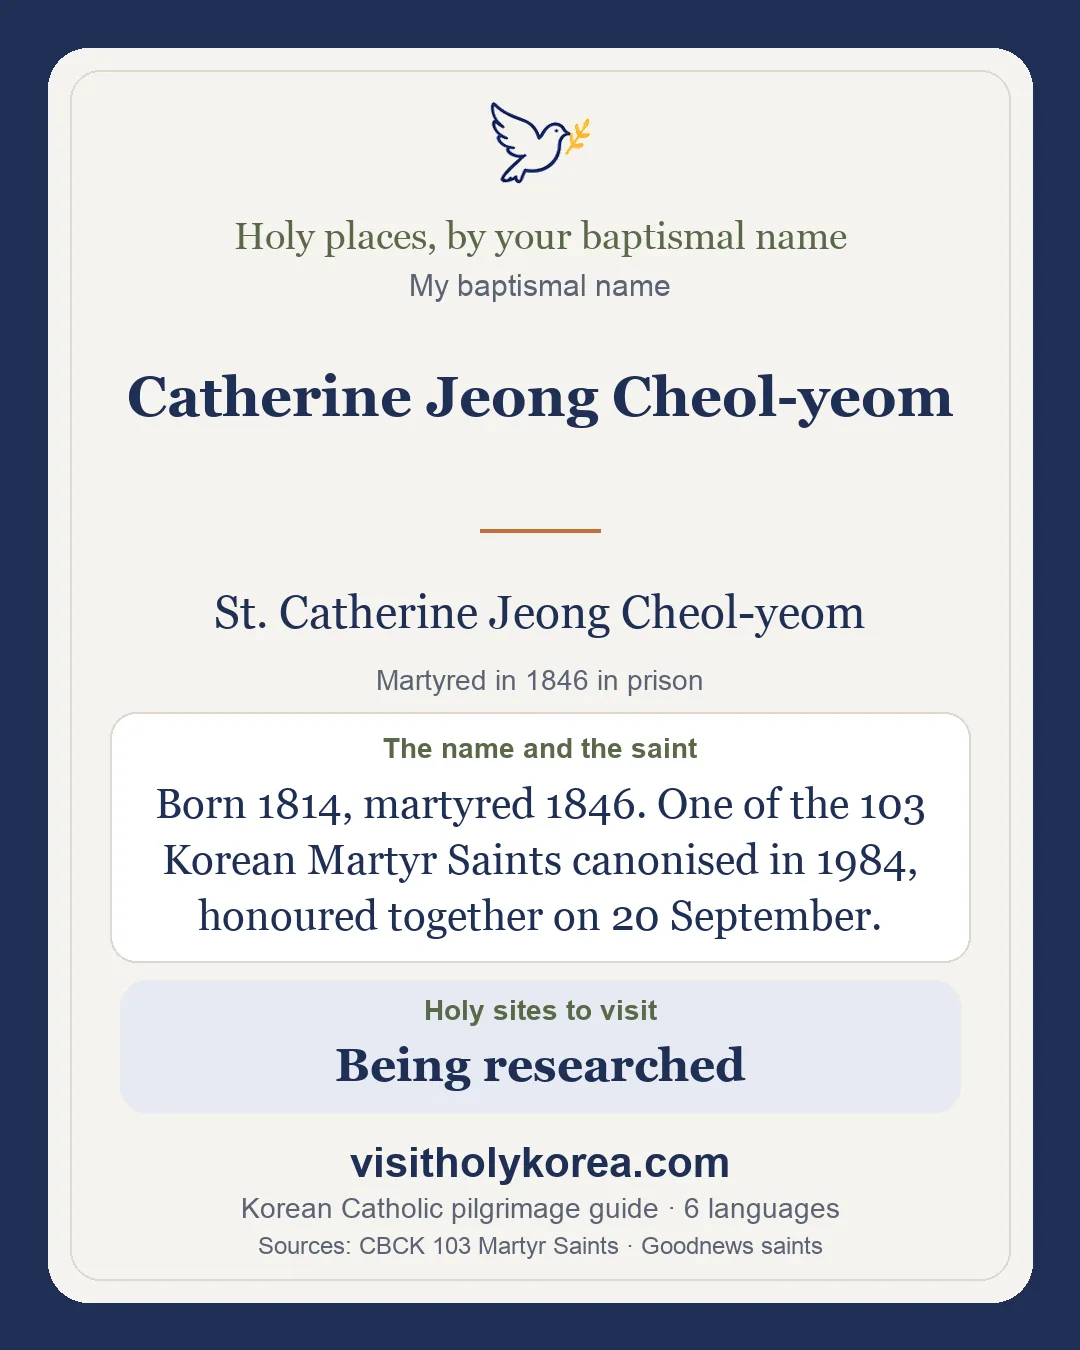 Holy places, by your baptismal name
My baptismal name
Catherine Jeong Cheol-yeom
St. Catherine Jeong Cheol-yeom
Martyred in 1846 in prison
The name and the saint
Born 1814, martyred 1846. One of the 103
Korean Martyr Saints canonised in 1984,
honoured together on 20 September.
Holy sites to visit
Being researched
visitholykorea.com
Korean Catholic pilgrimage guide · 6 languages
Sources: CBCK 103 Martyr Saints · Goodnews saints